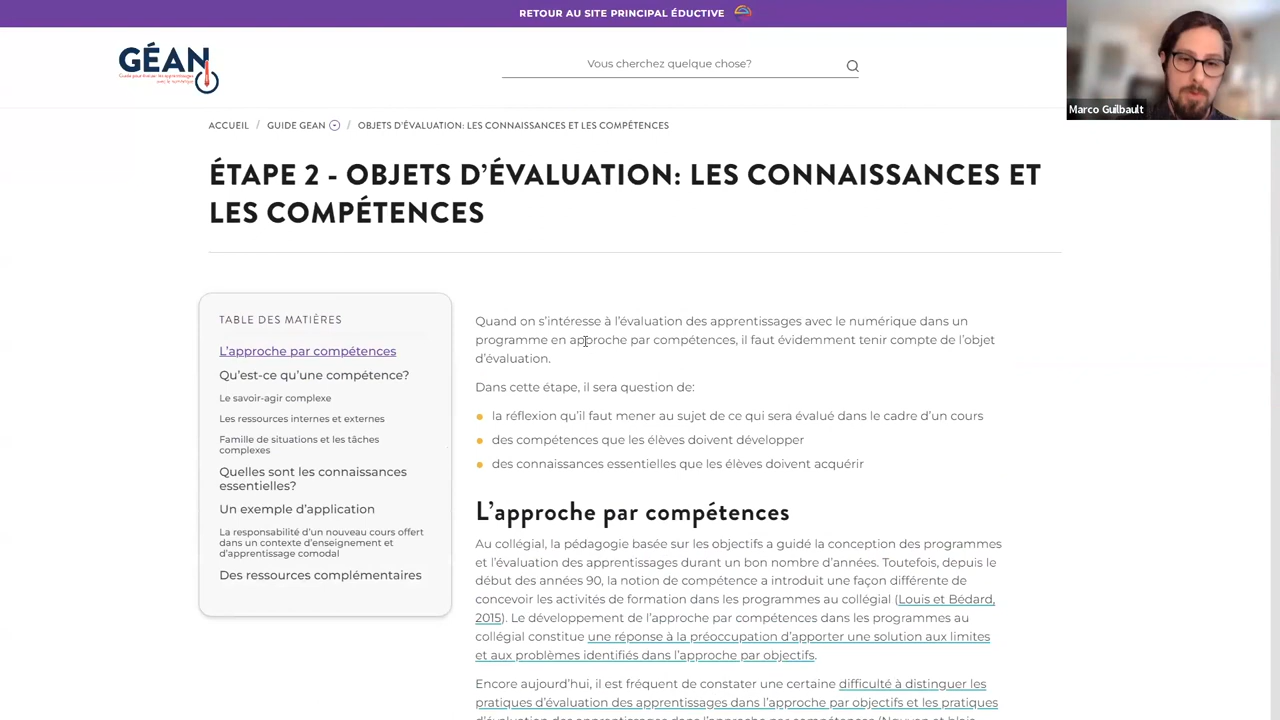 RETOUR AU SITE PRINCIPAL ÉDUCTIVE
GÉAN
Vous cherchez quelque chose?
Marco Guilbault
ACCUEIL / GUIDE GEAN / OBJETS D'ÉVALUATION: LES CONNAISSANCES ET LES COMPÉTENCES
ÉTAPE 2 - OBJETS D'ÉVALUATION: LES CONNAISSANCES ET
LES COMPÉTENCES
TABLE DES MATIÈRES
L'approche par compétences
Qu'est-ce qu'une compétence?
Le savoir-agir complexe
Les ressources internes et externes
Famille de situations et les tâches
complexes
Quelles sont les connaissances
essentielles?
Un exemple d'application
La responsabilité d'un nouveau cours offert
dans un contexte d'enseignement et
d'apprentissage comodal
Des ressources complémentaires
Quand on s'intéresse à l'évaluation des apprentissages avec le numérique dans un
programme en approche par compétences, il faut évidemment tenir compte de l'objet
d'évaluation.
Dans cette étape, il sera question de:
la réflexion qu'il faut mener au sujet de ce qui sera évalué dans le cadre d'un cours
des compétences que les élèves doivent développer
des connaissances essentielles que les élèves doivent acquérir
L'approche par compétences
Au collégial, la pédagogie basée sur les objectifs a guidé la conception des programmes
et l'évaluation des apprentissages durant un bon nombre d'années. Toutefois, depuis le
début des années 90, la notion de compétence a introduit une façon différente de
concevoir les activités de formation dans les programmes au collégial (Louis et Bédard,
2015). Le développement de l'approche par compétences dans les programmes au
collégial constitue une réponse à la préoccupation d'apporter une solution aux limites
et aux problèmes identifiés dans l'approche par objectifs.
Encore aujourd'hui, il est fréquent de constater une certaine difficulté à distinguer les
pratiques d'évaluation des apprentissages dans l'approche par objectifs et les pratiques